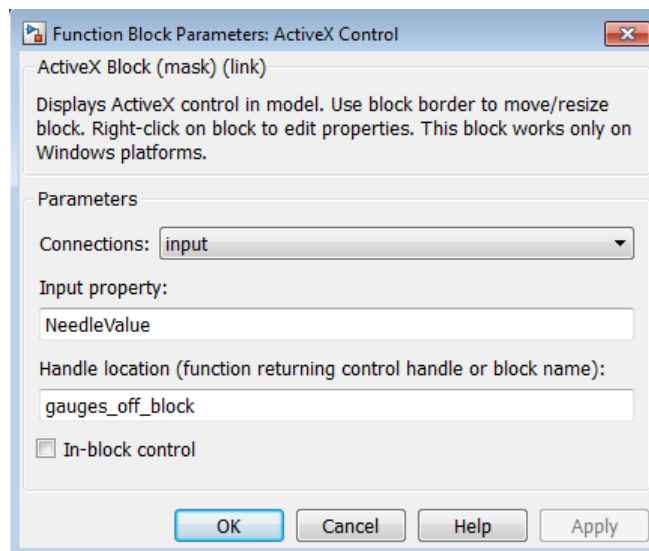 Function Block Parameters: ActiveX Control
ActiveX Block (mask) (link)
Displays ActiveX control in model. Use block border to move/resize
block. Right-click on block to edit properties. This block works only on
Windows platforms.
Parameters
Connections: input
Input property:
NeedleValue
Handle location (function returning control handle or block name):
gauges_off_block
In-block control
OK Cancel Help Apply